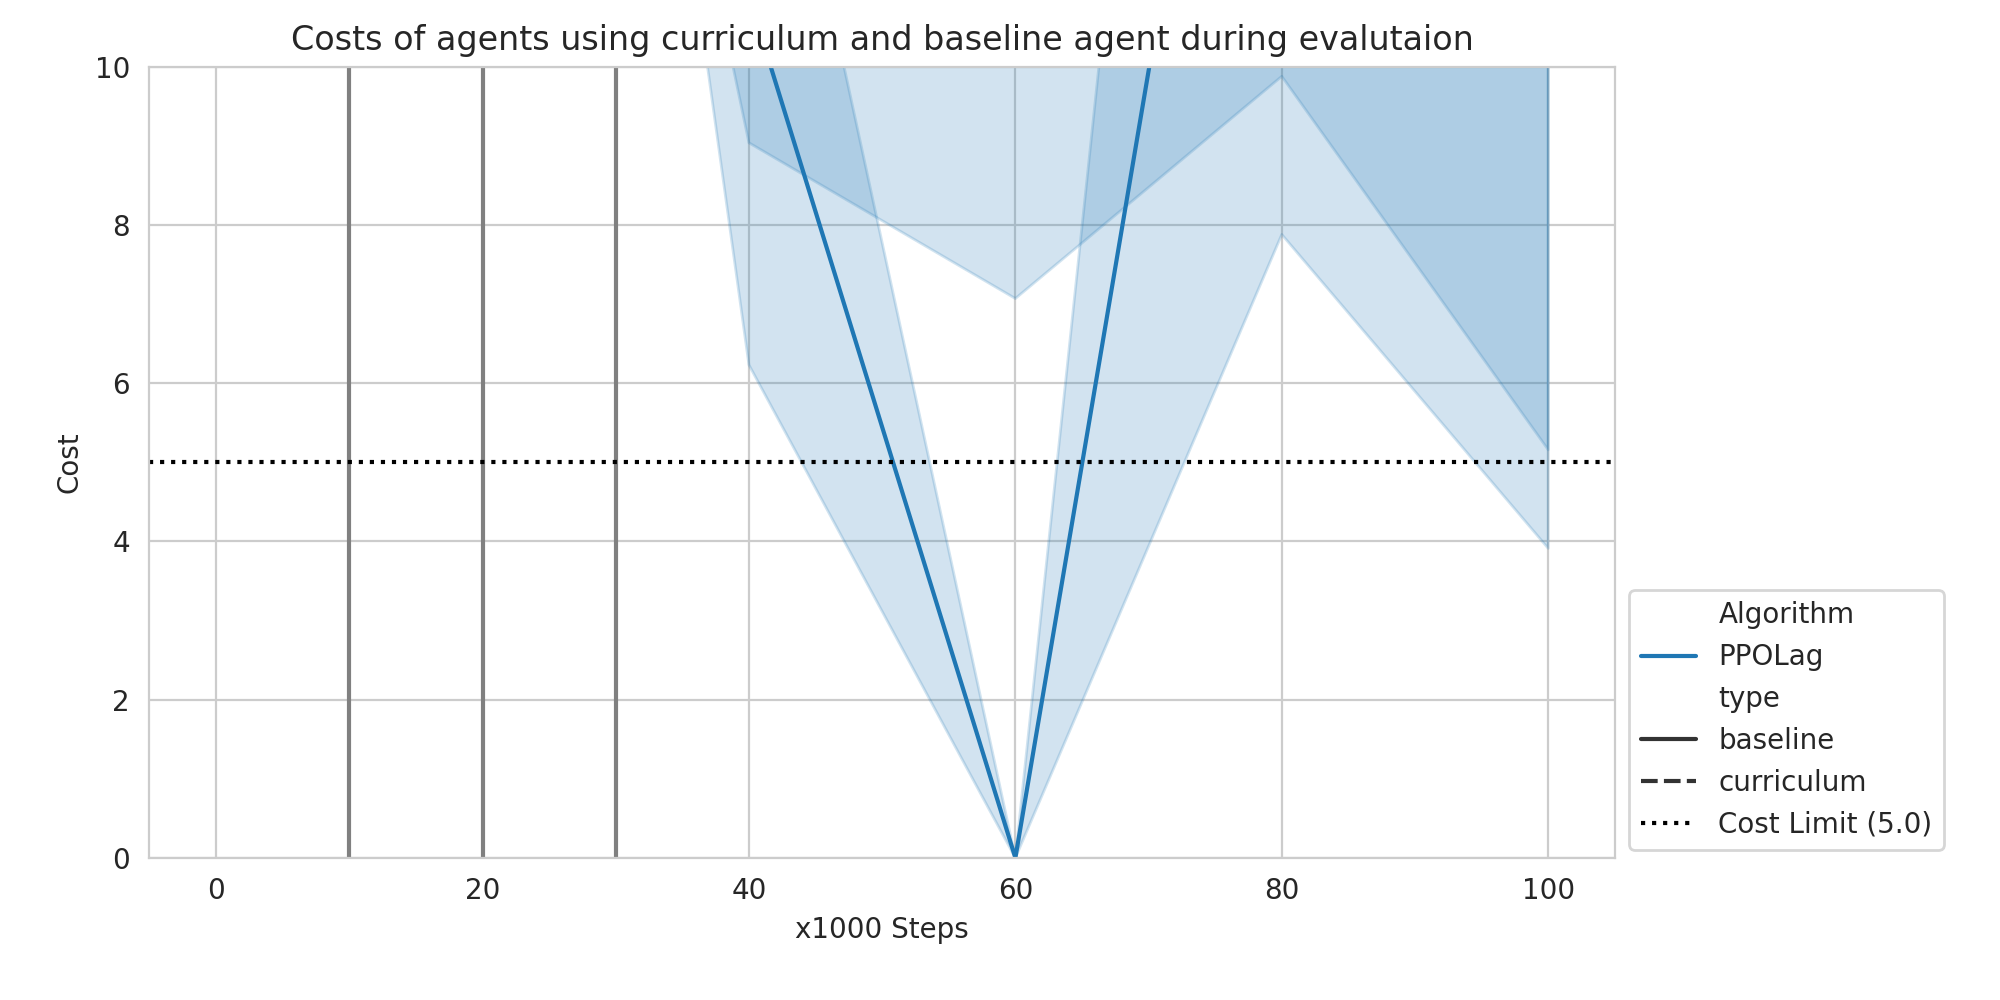 Costs of agents using curriculum and baseline agent during evalutaion
10
8
6
4
2
0
Cost
0 20 40 60 80 100
x1000 Steps
Algorithm
PPOLag
type
baseline
curriculum
Cost Limit (5.0)